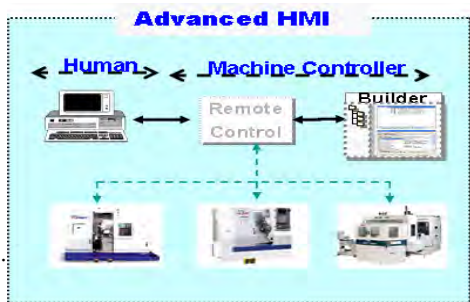 Advanced HMI
Human
Machine Controller
Builder
Remote
Control